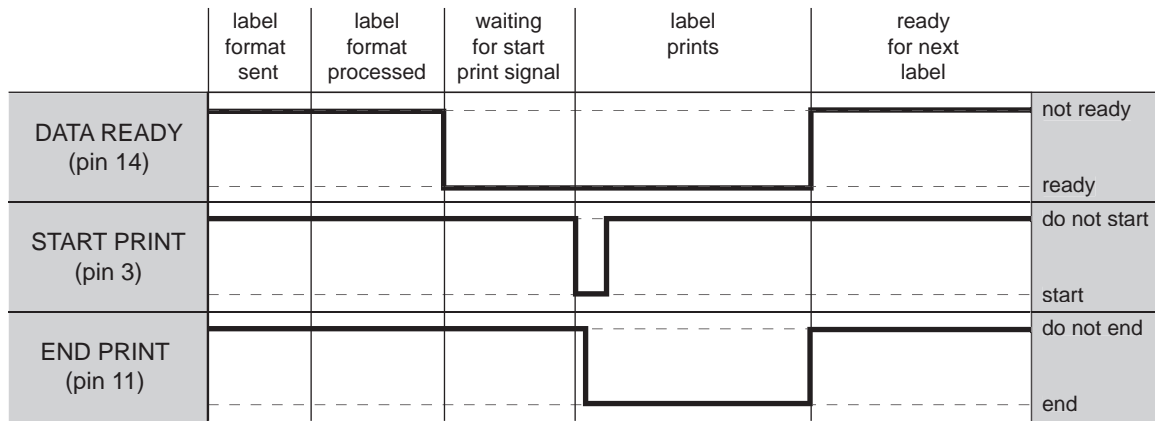 label
format
sent
label
format
processed
waiting
for start
print signal
label
prints
ready
for next
label
DATA READY
(pin 14)
not ready
ready
START PRINT
(pin 3)
do not start
start
END PRINT
(pin 11)
do not end
end